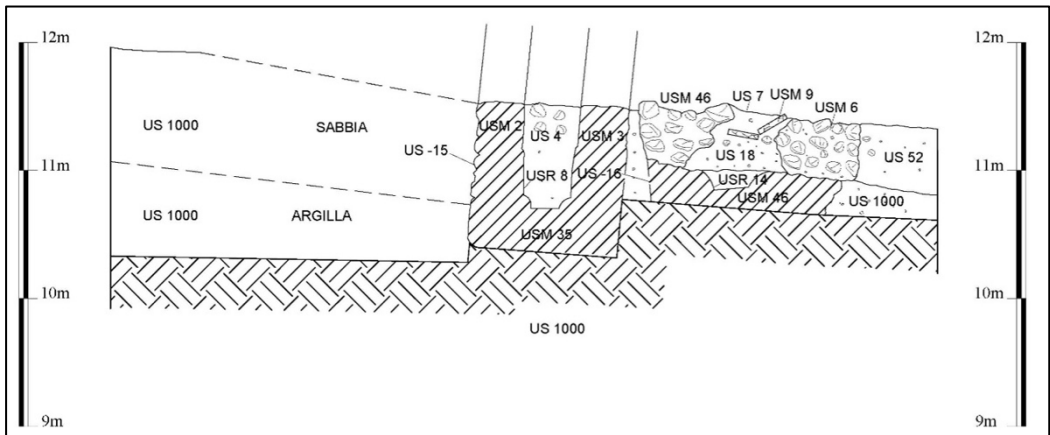 12m
12m
USM 46
US 7
USM 9
USM 6
US 1000
SABBIA
USM 2
US 4
USM 3
US -15
US 18
US 52
11m
11m
USR 8
US -16
USR 14
US 1000
ARGILLA
USM 46
US 1000
USM 35
10m
10m
US 1000
9m
9m